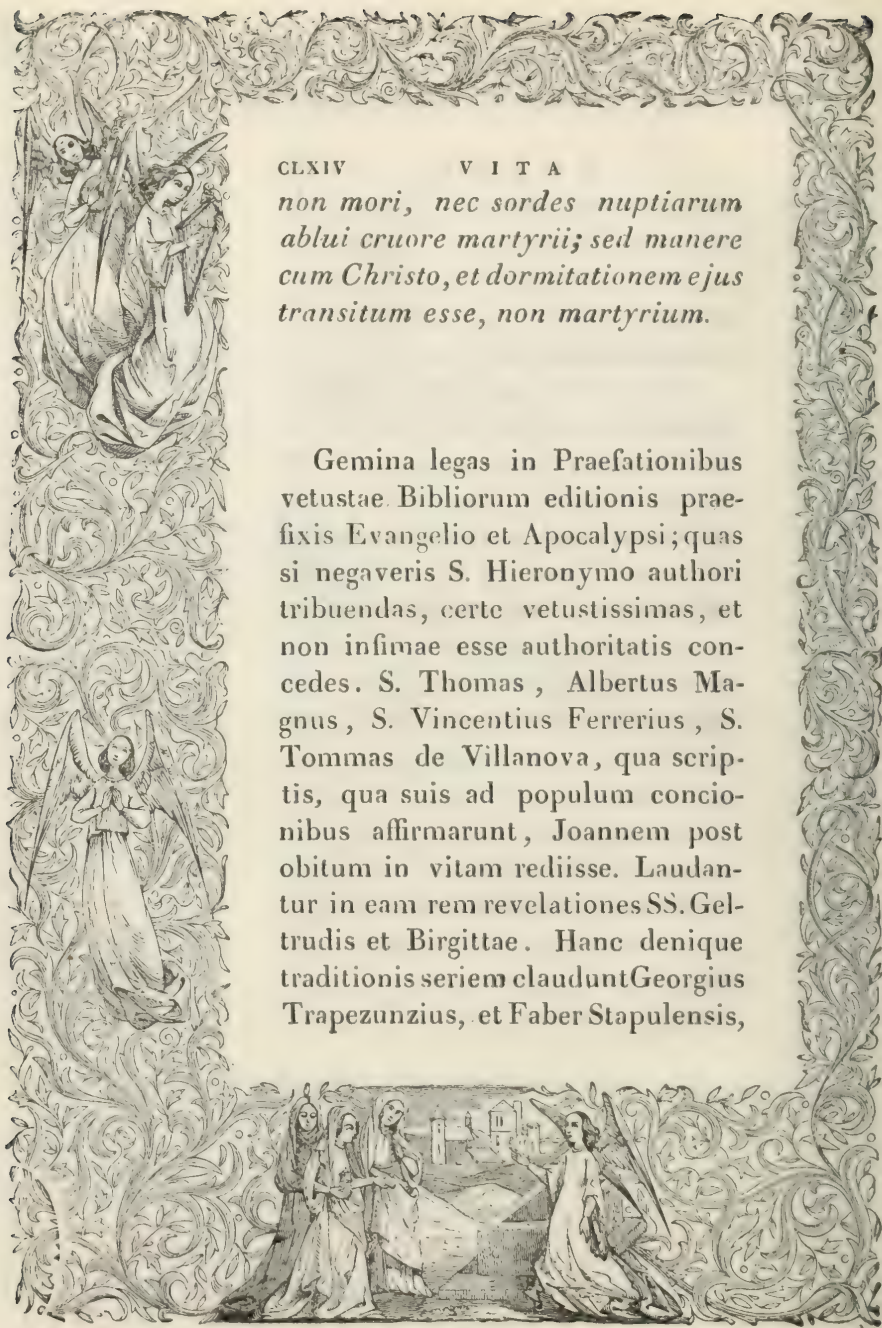 CLXIV VITA
non mori, nec sordes nuptiarum
ablui cruore martyrii; sed manere
cum Christo, et dormitationem ejus
transitum esse, non martyrium.
Gemina legas in Praefationibus
vetustae Bibliorum editionis prae-
fixis Evangelio et Apocalypsi; quas
si negaveris S. Hieronymo authori
tribuendas, certe vetustissimas, et
non infimae esse authoritatis con-
cedes. S. Thomas, Albertus Ma-
gnus, S. Vincentius Ferrerius, S.
Tommas de Villanova, qua scrip-
tis, qua suis ad populum concio-
nibus affirmarunt, Joannem post
obitum in vitam rediisse. Laudan-
tur in eam rem revelationes SS. Gel-
trudis et Birgittae. Hanc denique
traditionis seriem claudunt Georgius
Trapezunzius, et Faber Stapulensis,